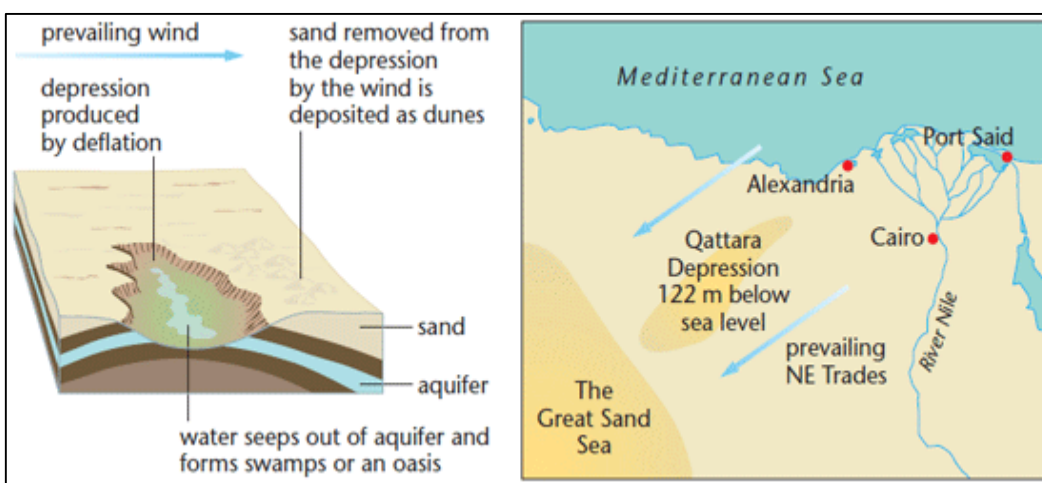 prevailing wind
depression
produced
by deflation
sand removed from
the depression
by the wind is
deposited as dunes
sand
aquifer
water seeps out of aquifer and
forms swamps or an oasis
Mediterranean Sea
Port Said
Alexandria
Cairo
Qattara
Depression
122 m below
sea level
prevailing
NE Trades
River Nile
The
Great Sand
Sea